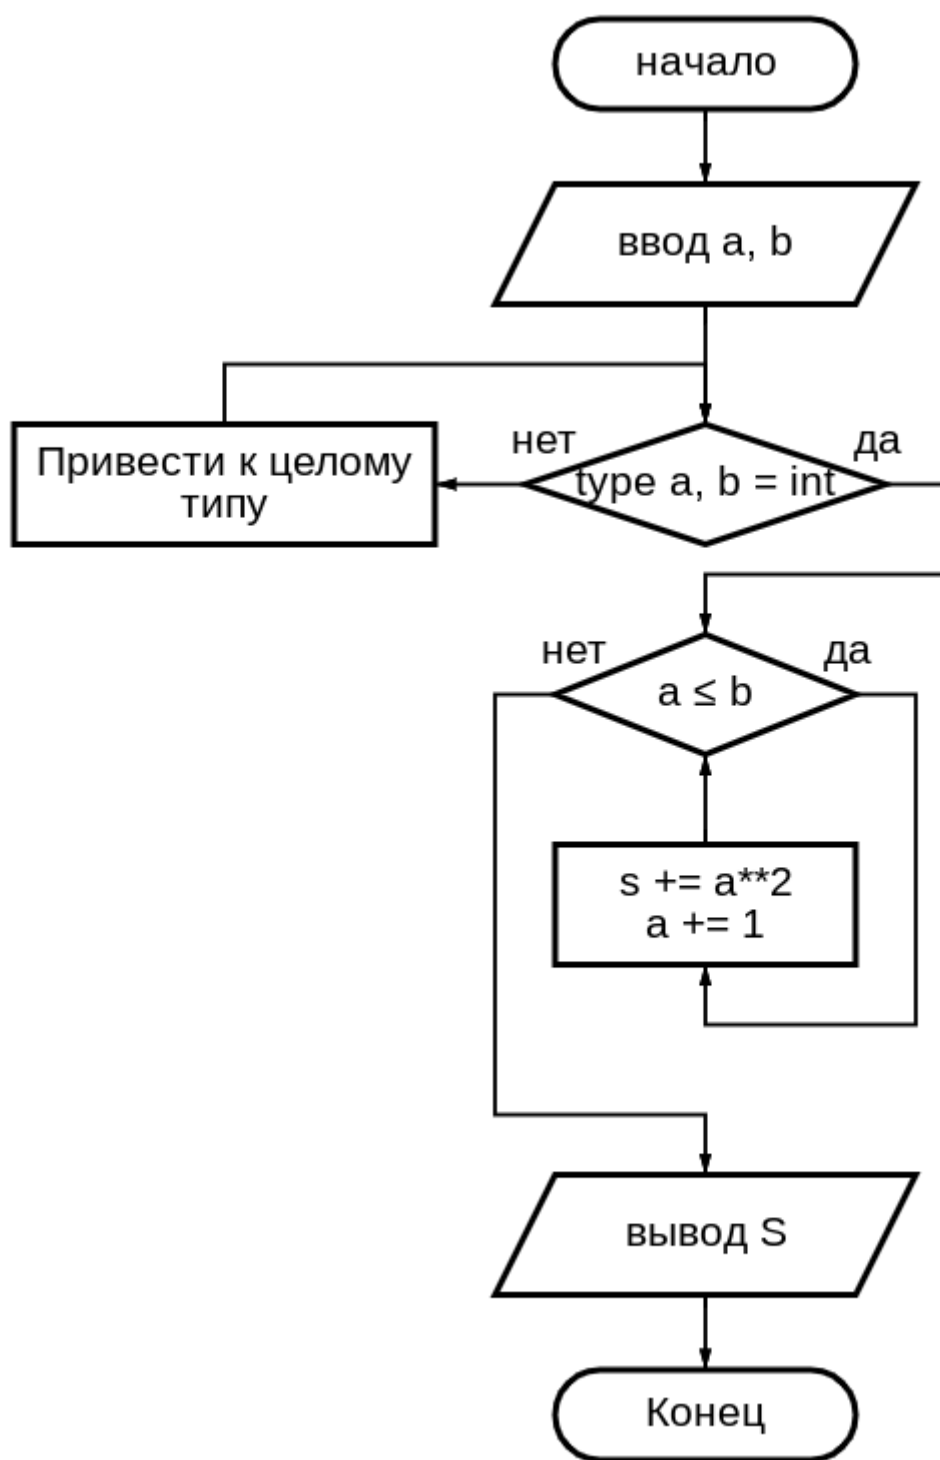 начало
ввод a, b
нет
да
type a, b = int
Привести к целому
типу
нет
да
a ≤ b
s += a**2
a += 1
вывод S
Конец